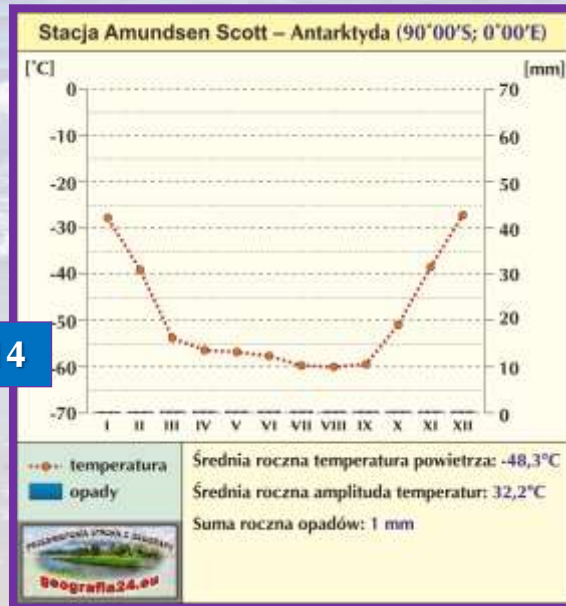 Stacja Amundsen Scott – Antarktyda (90°00'S; 0°00'E)
[°C] [mm]
0 70
-10 60
-20 50
-30 40
-40 30
-50 20
14
-60 10
-70 0
I II III IV V VI VII VIII IX X XI XII
temperatura
opady
Średnia roczna temperatura powietrza: -48,3°C
Średnia roczna amplituda temperatur: 32,2°C
Suma roczna opadów: 1 mm
geografia24.eu